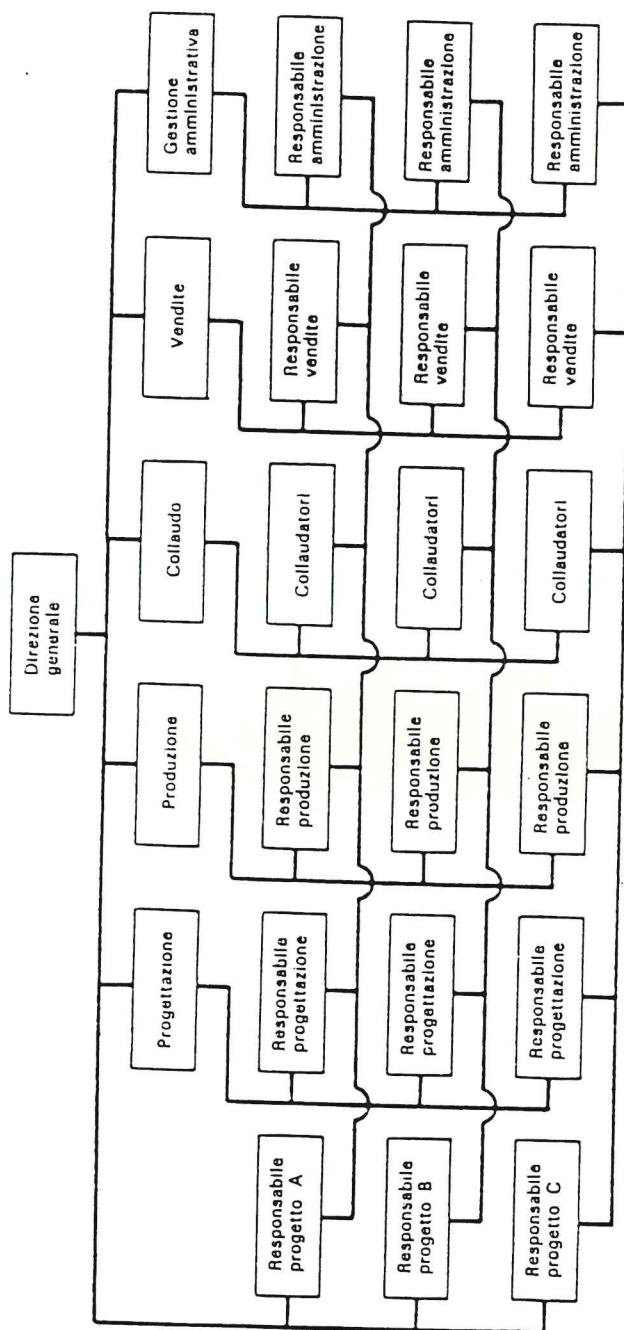 Direzione
generale
Progettazione
Produzione
Collaudo
Vendite
Gestione
amministrativa
Responsabile
progetto A
Responsabile
progettazione
Responsabile
produzione
Collaudatori
Responsabile
vendite
Responsabile
amministrazione
Responsabile
progetto B
Responsabile
progettazione
Responsabile
produzione
Collaudatori
Responsabile
vendite
Responsabile
amministrazione
Responsabile
progetto C
Responsabile
progettazione
Responsabile
produzione
Collaudatori
Responsabile
vendite
Responsabile
amministrazione